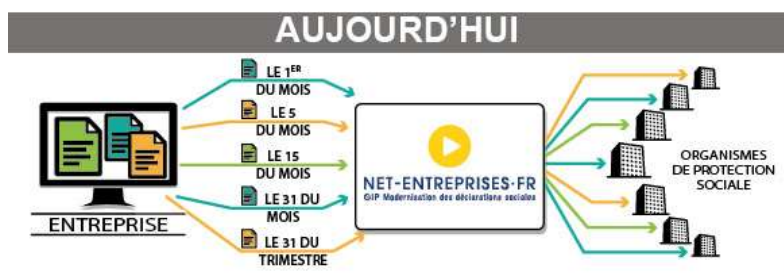 AUJOURD'HUI
LE 1ER
DU MOIS
LE 5
DU MOIS
LE 15
DU MOIS
LE 31 DU
MOIS
LE 31 DU
TRIMESTRE
ENTREPRISE
NET-ENTREPRISES·FR
GIP Modernisation des déclarations sociales
ORGANISMES
DE PROTECTION
SOCIALE